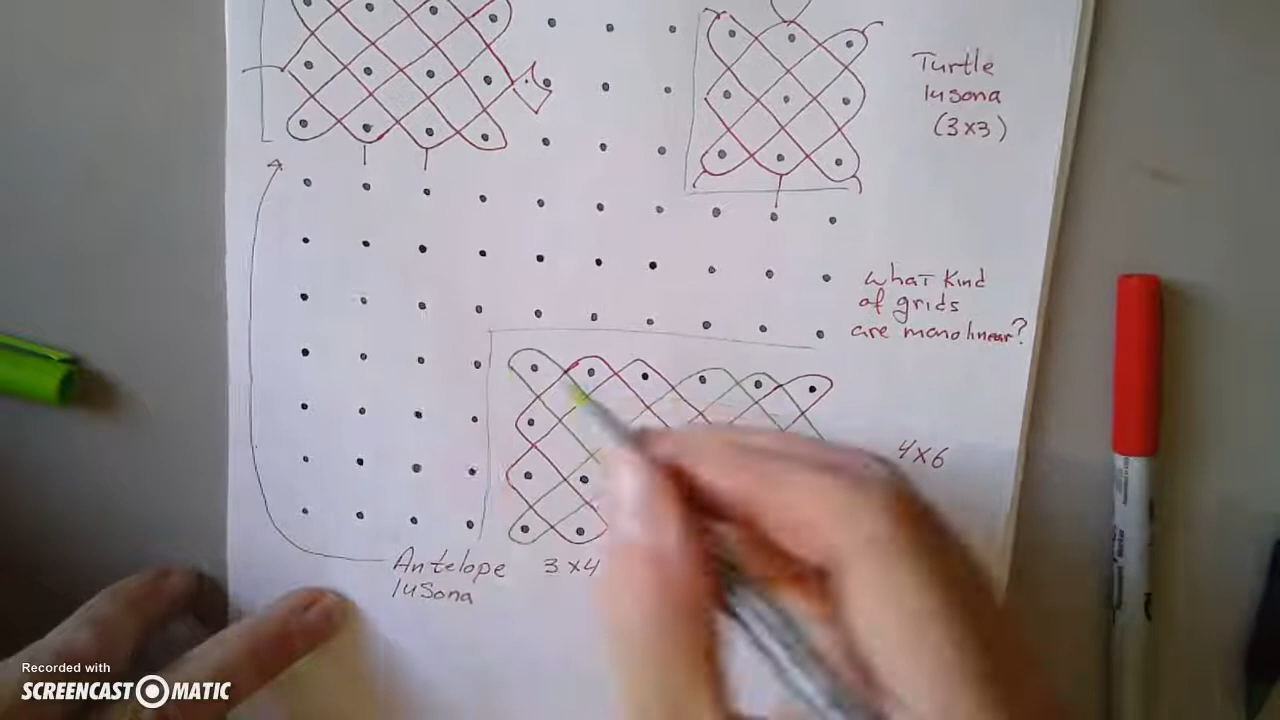 Turtle
lusona
(3x3)
what kind
of grids
are monolinear?
4x6
Antelope 3x4
lusona
Recorded with
SCREENCAST O MATIC